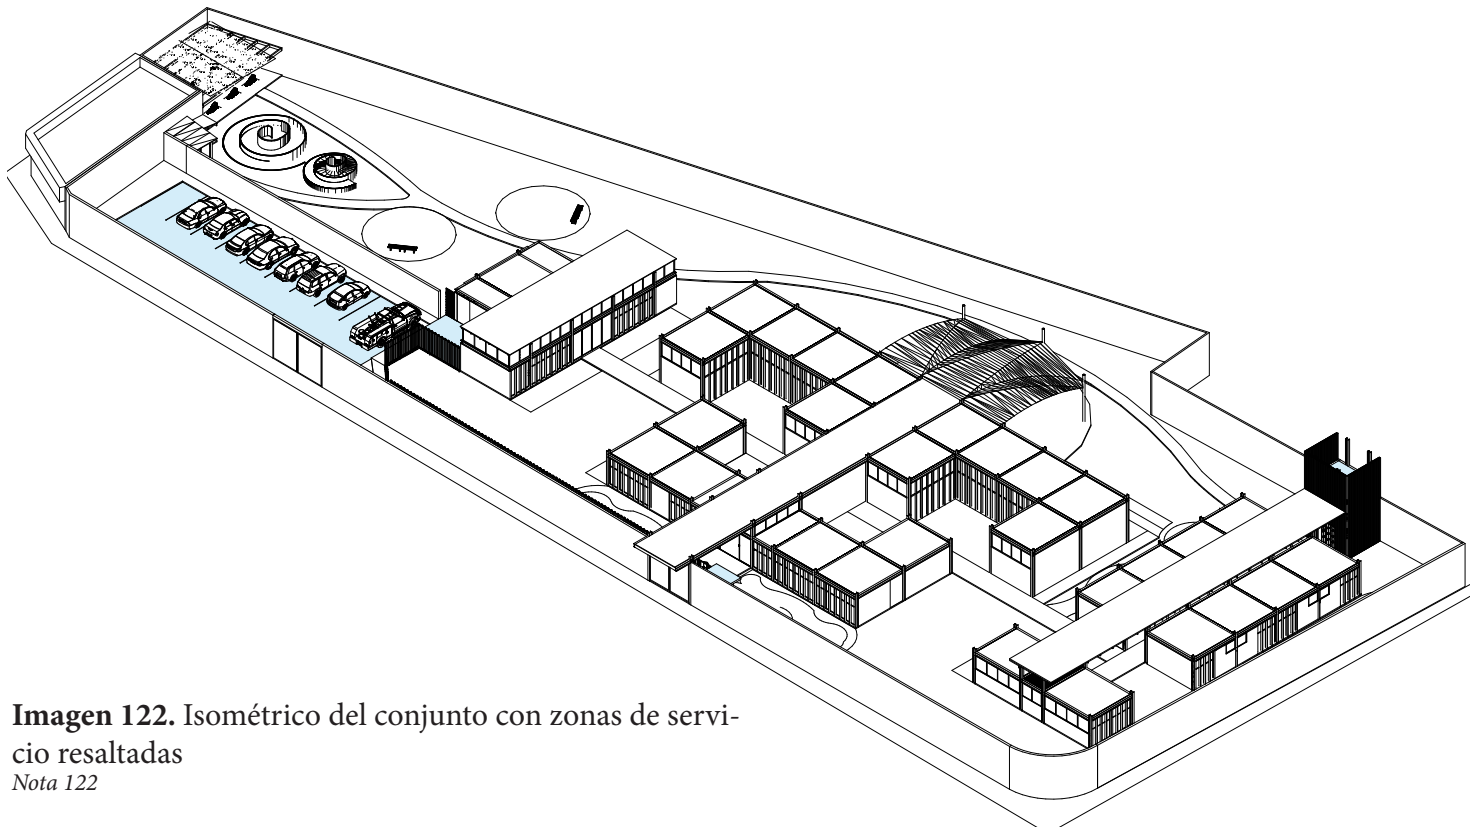 Imagen 122. Isométrico del conjunto con zonas de servi-
cio resaltadas
Nota 122